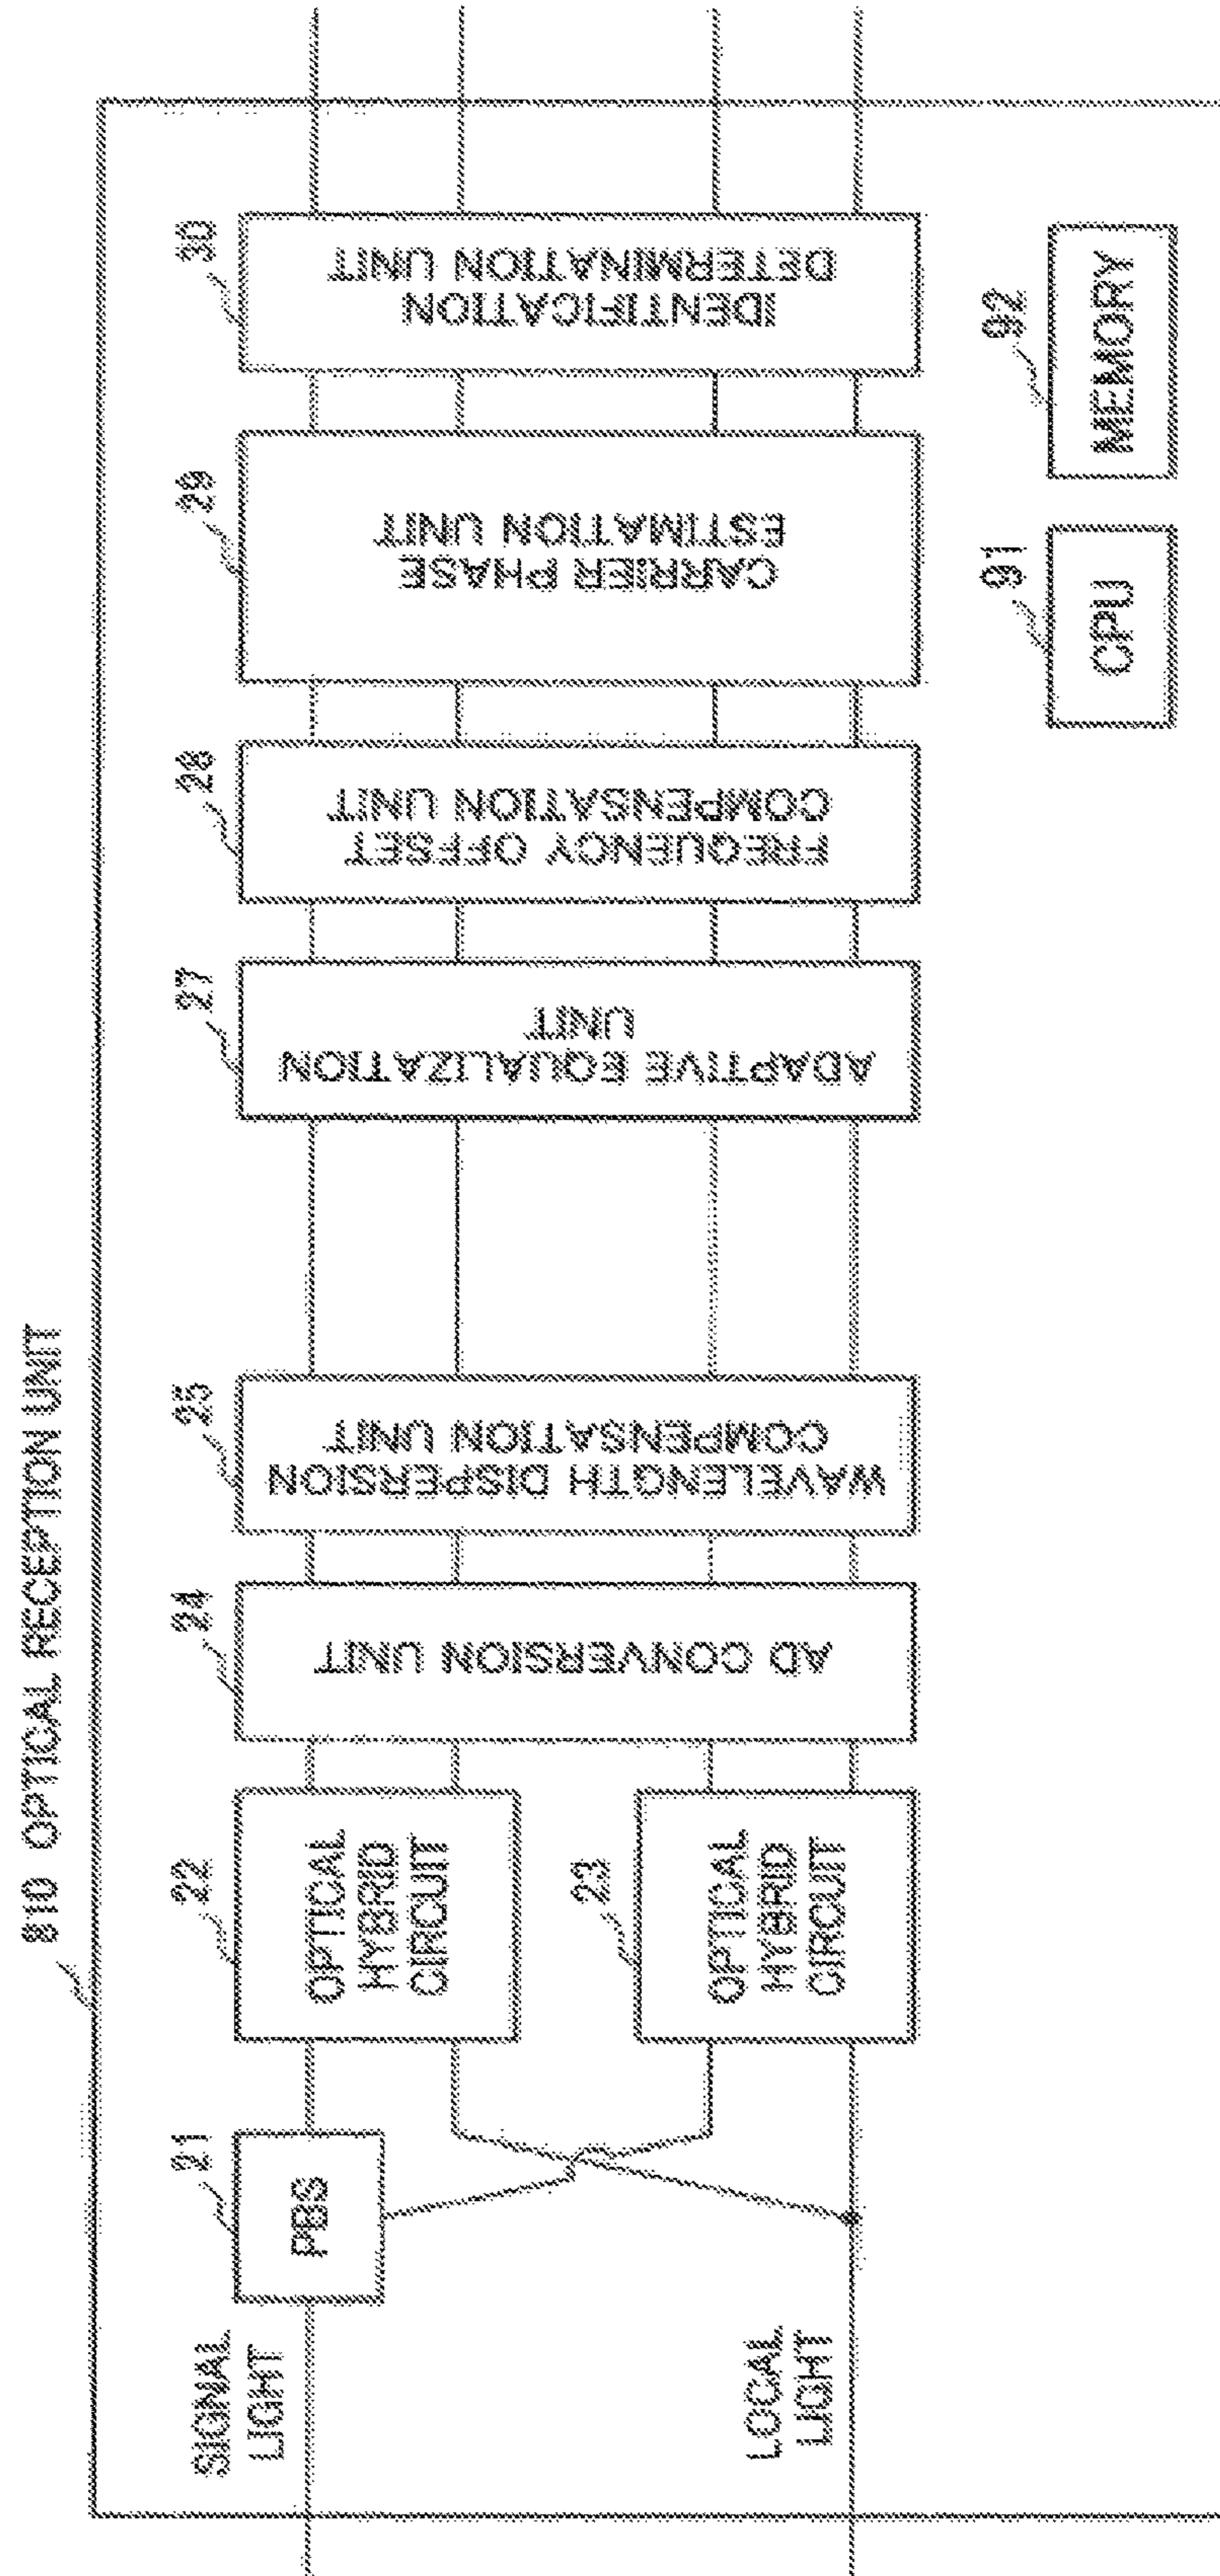 810 OPTICAL RECEPTION UNIT
SIGNAL
LIGHT
LOCAL
LIGHT
21
PBS
22
OPTICAL
HYBRID
CIRCUIT
23
OPTICAL
HYBRID
CIRCUIT
24
AD CONVERSION UNIT
25
WAVELENGTH DISPERSION
COMPENSATION UNIT
27
ADAPTIVE EQUALIZATION
UNIT
28
FREQUENCY OFFSET
COMPENSATION UNIT
29
CARRIER PHASE
ESTIMATION UNIT
30
IDENTIFICATION
DETERMINATION UNIT
91
CPU
92
MEMORY